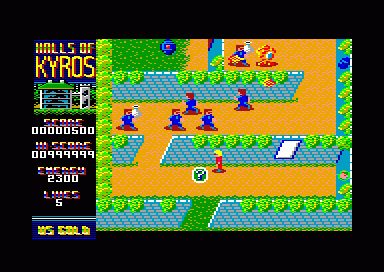 HALLS OF
KYROS
SCORE
00000500
HI SCORE
00999999
ENERGY
2300
LIVES
5
US GOLD